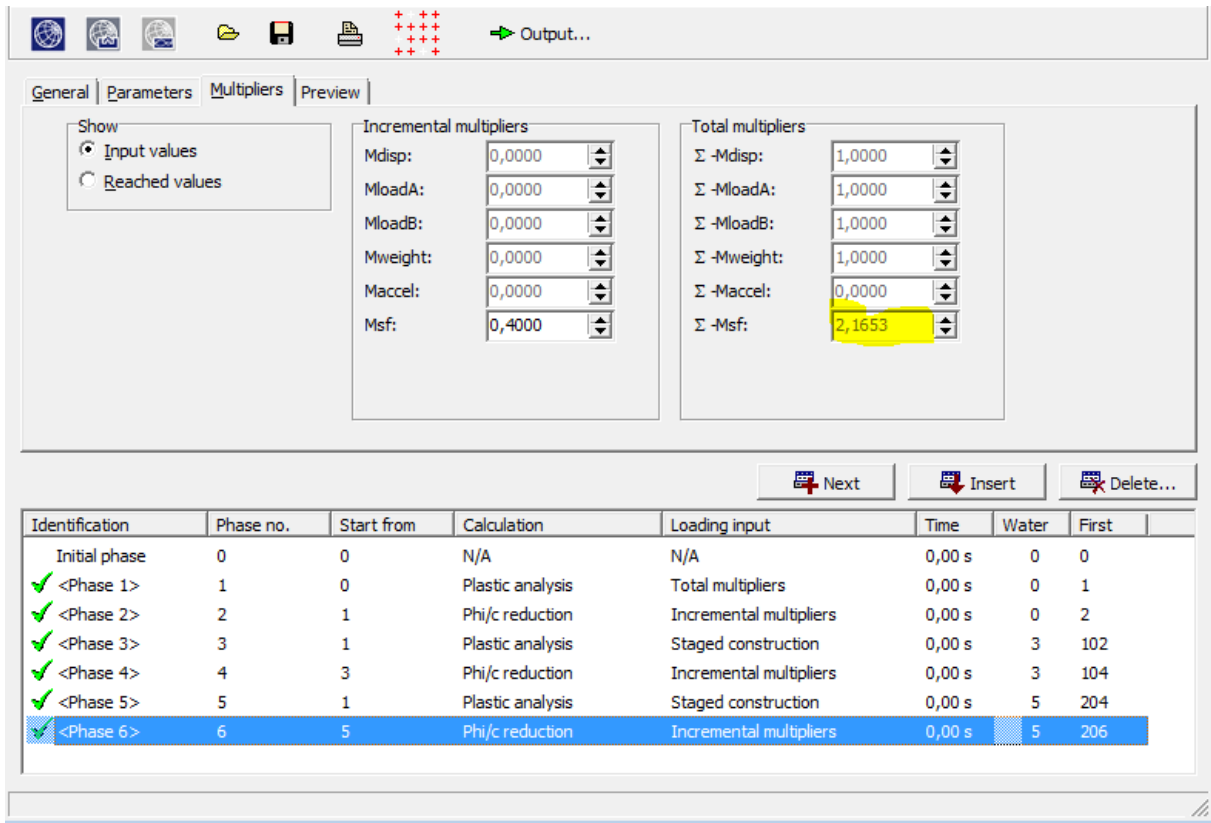 Output...
General Parameters Multipliers Preview
Show
Input values
Reached values
Incremental multipliers
Mdisp: 0,0000
MloadA: 0,0000
MloadB: 0,0000
Mweight: 0,0000
Maccel: 0,0000
Msf: 0,4000
Total multipliers
Σ -Mdisp: 1,0000
Σ -MloadA: 1,0000
Σ -MloadB: 1,0000
Σ -Mweight: 1,0000
Σ -Maccel: 0,0000
Σ -Msf: 2,1653
Next Insert Delete...
Identification Phase no. Start from Calculation Loading input Time Water First
Initial phase 0 0 N/A N/A 0,00 s 0 0
<Phase 1> 1 0 Plastic analysis Total multipliers 0,00 s 0 1
<Phase 2> 2 1 Phi/c reduction Incremental multipliers 0,00 s 0 2
<Phase 3> 3 1 Plastic analysis Staged construction 0,00 s 3 102
<Phase 4> 4 3 Phi/c reduction Incremental multipliers 0,00 s 3 104
<Phase 5> 5 1 Plastic analysis Staged construction 0,00 s 5 204
<Phase 6> 6 5 Phi/c reduction Incremental multipliers 0,00 s 5 206